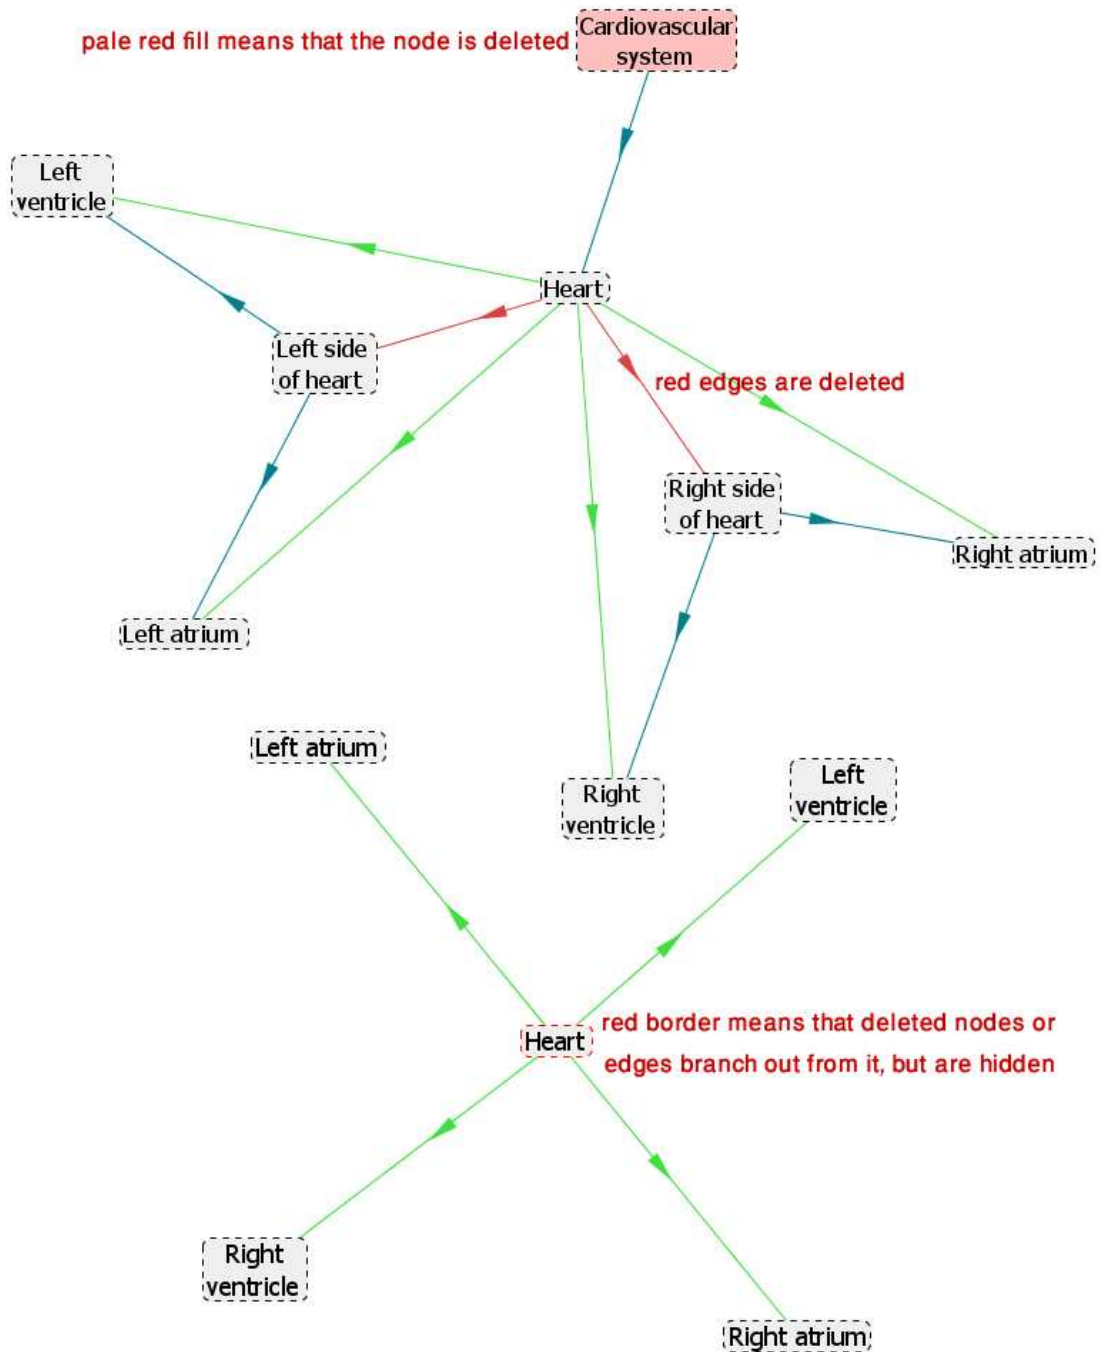 Cardiovascular
system
pale red fill means that the node is deleted
Left
ventricle
Heart
Left side
of heart
red edges are deleted
Right side
of heart
Right atrium
Left atrium
Right
ventricle
Left atrium
Left
ventricle
Heart
red border means that deleted nodes or
edges branch out from it, but are hidden
Right
ventricle
Right atrium